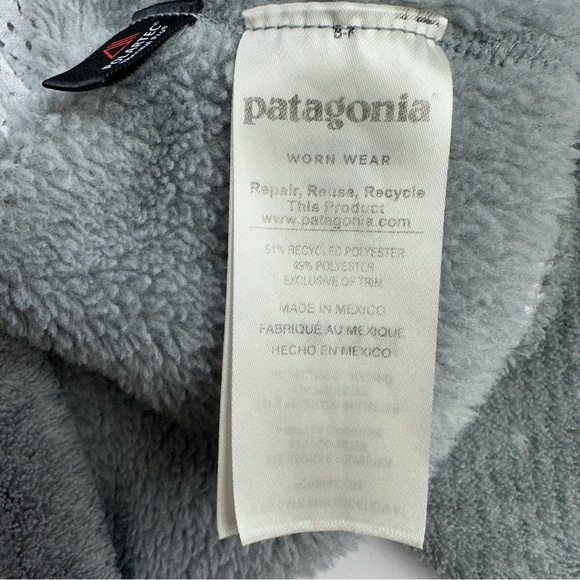 POLARTEC
patagonia®
WORN WEAR
Repair, Reuse, Recycle
This Product
www.patagonia.com
51% RECYCLED POLYESTER
49% POLYESTER
EXCLUSIVE OF TRIM
MADE IN MEXICO
FABRIQUÉ AU MEXIQUE
HECHO EN MEXICO